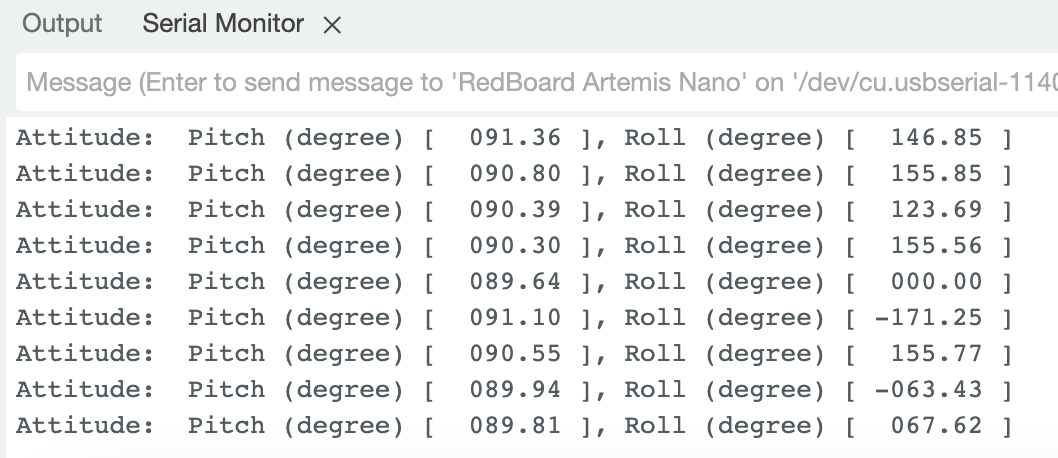 Output Serial Monitor
Message (Enter to send message to 'RedBoard Artemis Nano' on '/dev/cu.usbserial-1140
Attitude: Pitch (degree) [ 091.36 ], Roll (degree) [ 146.85 ]
Attitude: Pitch (degree) [ 090.80 ], Roll (degree) [ 155.85 ]
Attitude: Pitch (degree) [ 090.39 ], Roll (degree) [ 123.69 ]
Attitude: Pitch (degree) [ 090.30 ], Roll (degree) [ 155.56 ]
Attitude: Pitch (degree) [ 089.64 ], Roll (degree) [ 000.00 ]
Attitude: Pitch (degree) [ 091.10 ], Roll (degree) [ -171.25 ]
Attitude: Pitch (degree) [ 090.55 ], Roll (degree) [ 155.77 ]
Attitude: Pitch (degree) [ 089.94 ], Roll (degree) [ -063.43 ]
Attitude: Pitch (degree) [ 089.81 ], Roll (degree) [ 067.62 ]